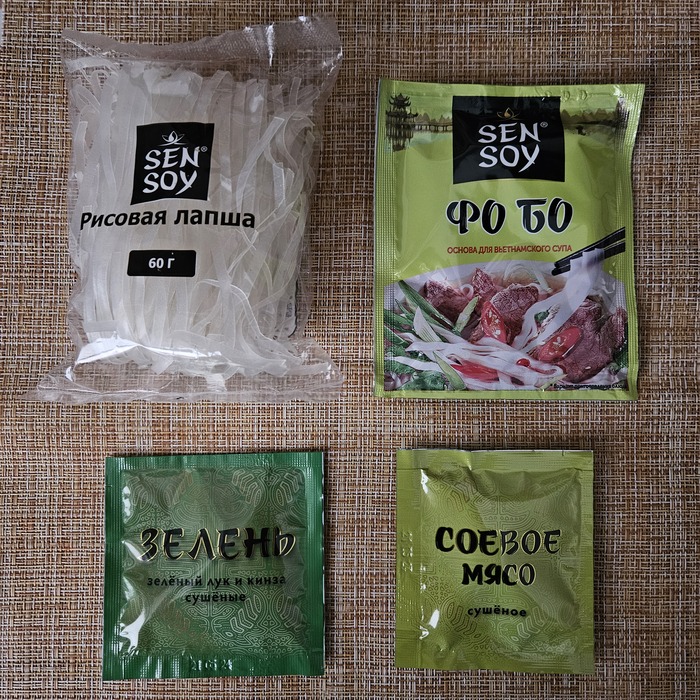 SEN®
SOY
Рисовая лапша
60 Г
SEN®
SOY
ФО БО
ОСНОВА ДЛЯ ВЬЕТНАМСКОГО СУПА
ЗЕЛЕНЬ
зелёный лук и кинза
сушёные
СОЕВОЕ
МЯСО
сушёное